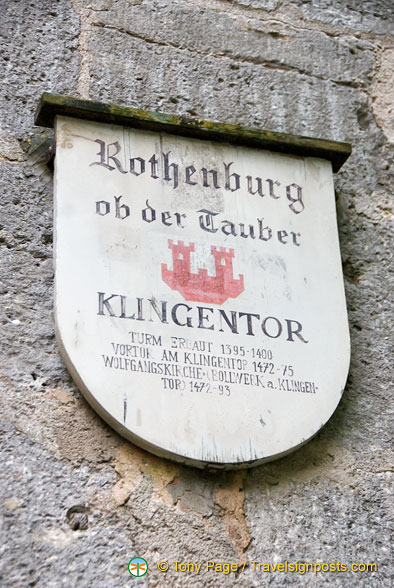 Rothenburg
ob der Tauber
KLINGENTOR
TURM ERBAUT 1395-1400
VORTOR AM KLINGENTOR 1472-75
WOLFGANGSKIRCHE (BOLLWERK a. KLINGEN-
TOR) 1472-93
© Tony Page / Travelsignposts.com